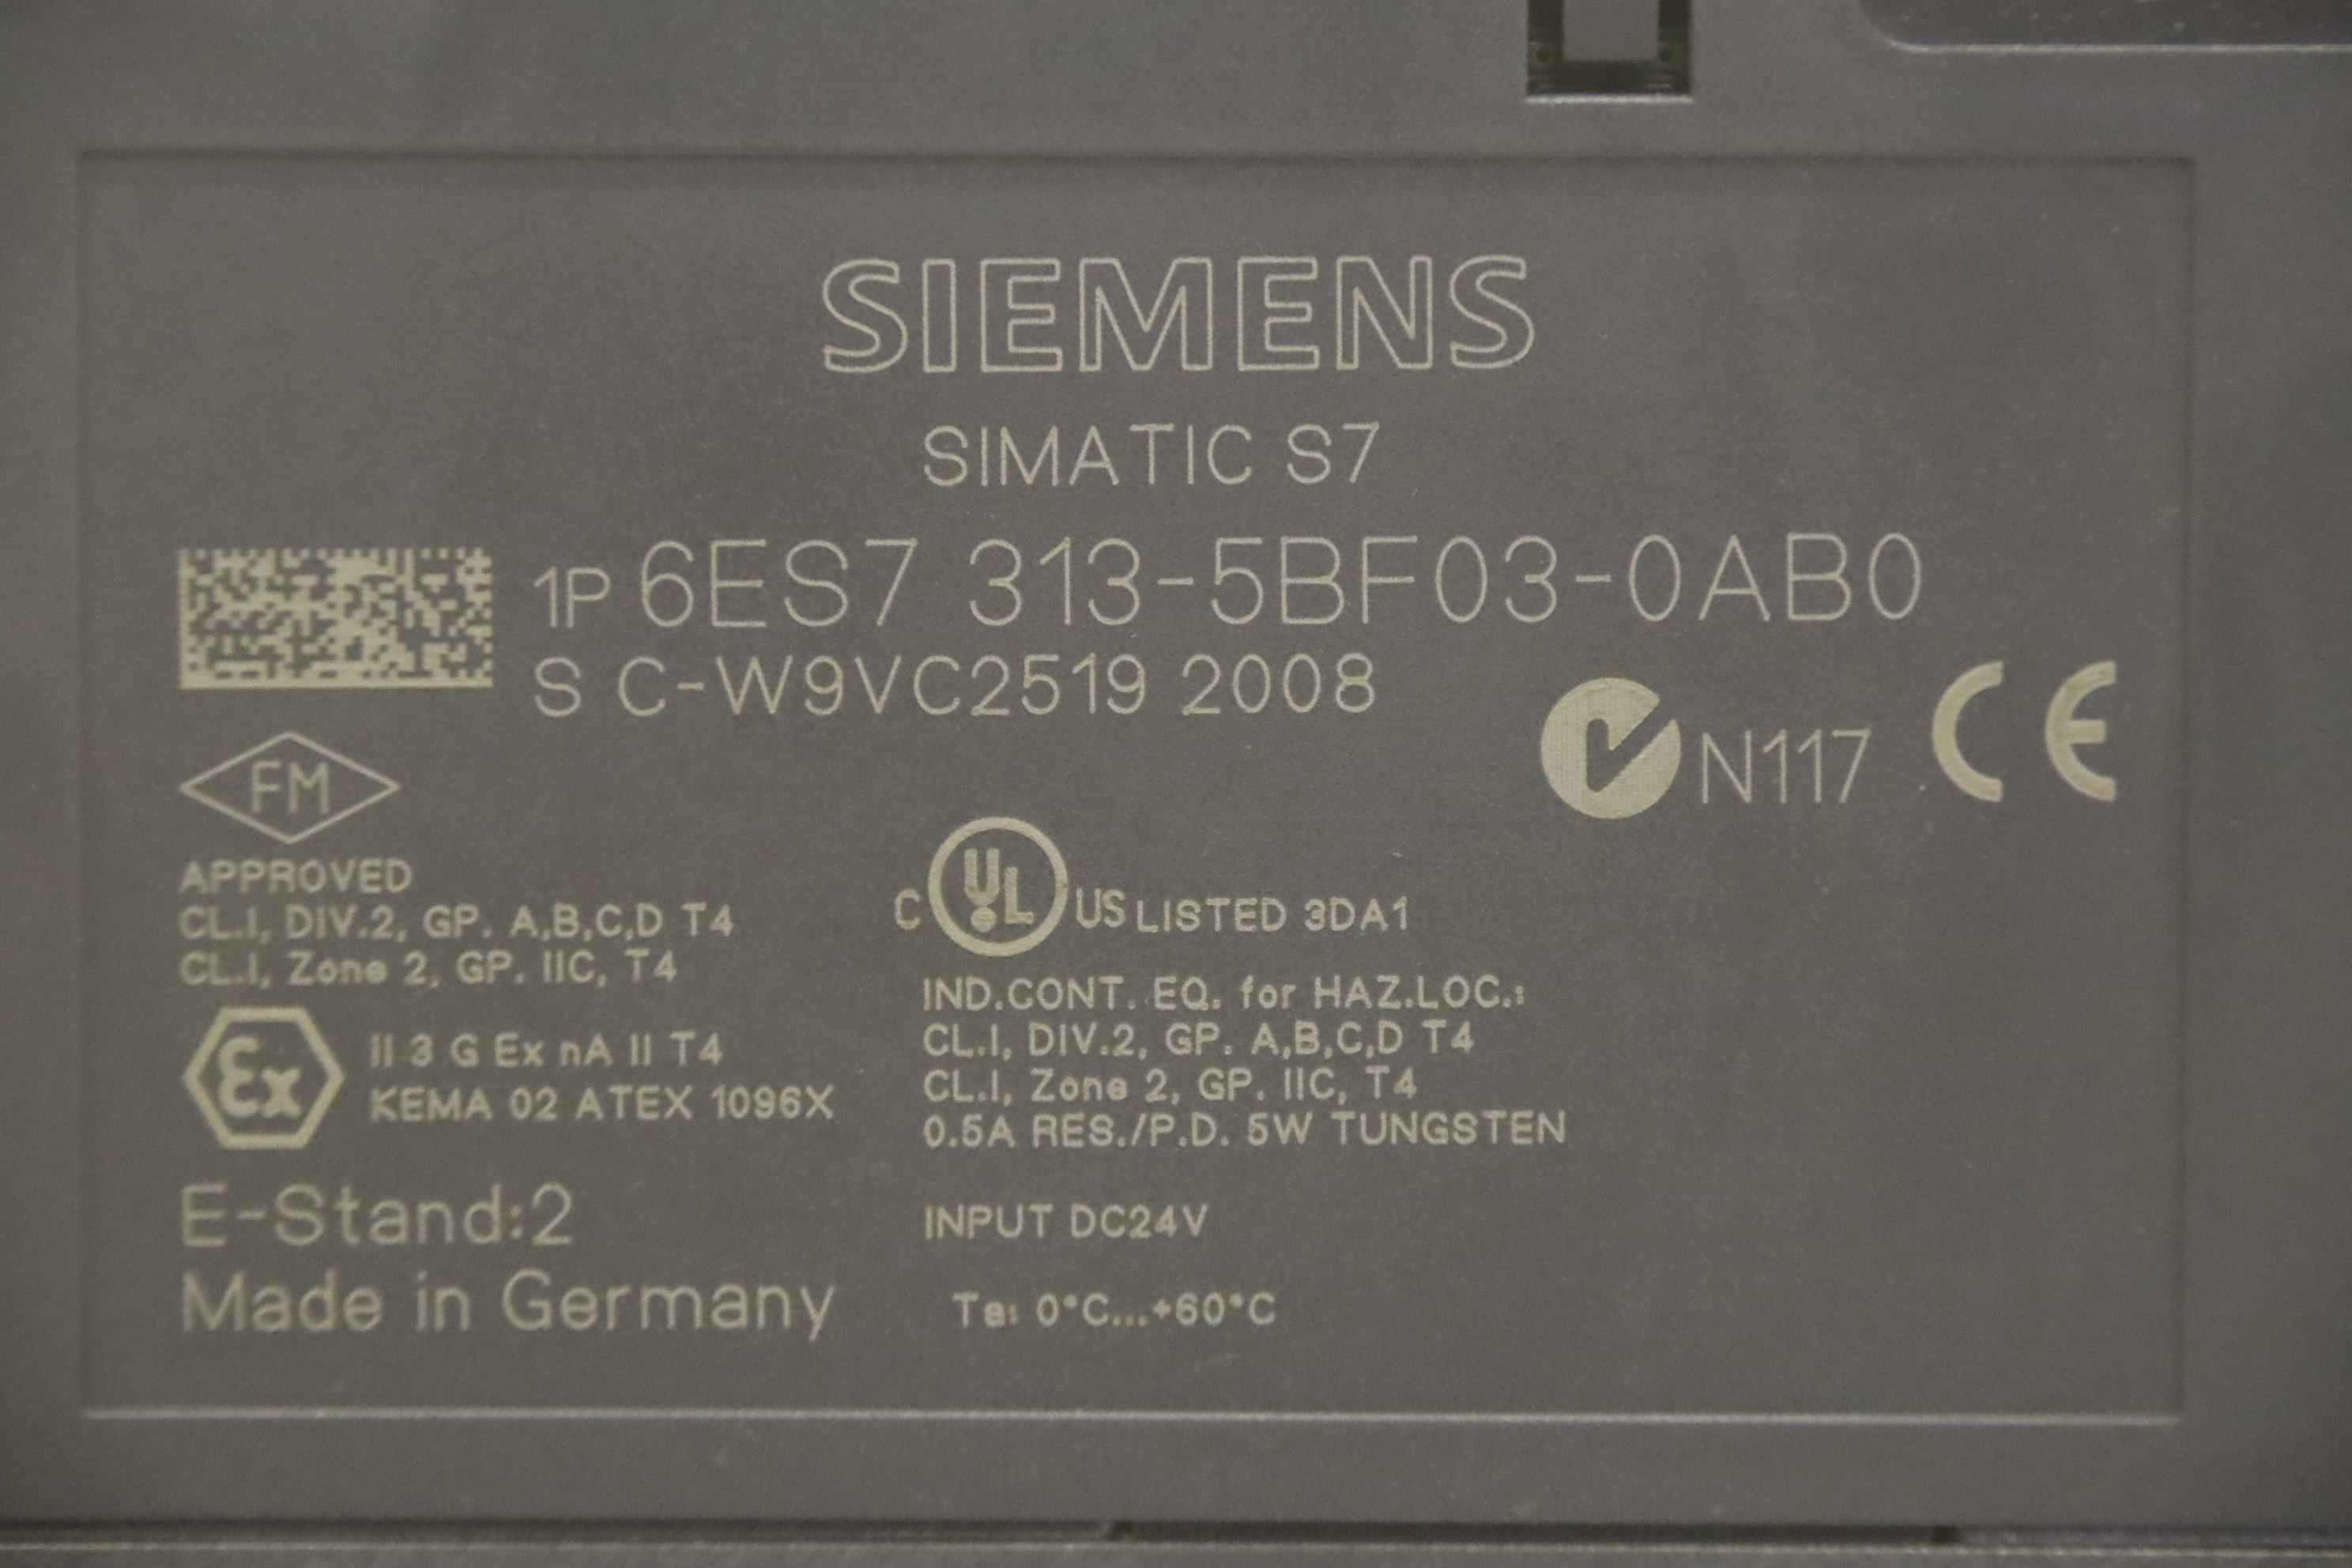 SIEMENS
SIMATIC S7
1P 6ES7 313-5BF03-0AB0
S C-W9VC2519 2008
N117 CE
FM
APPROVED
CL.I, DIV.2, GP. A,B,C,D T4
CL.I, Zone 2, GP. IIC, T4
Ex II 3 G Ex nA II T4
KEMA 02 ATEX 1096X
E-Stand:2
Made in Germany
C UL US LISTED 3DA1
IND.CONT. EQ. for HAZ.LOC.:
CL.I, DIV.2, GP. A,B,C,D T4
CL.I, Zone 2, GP. IIC, T4
0.5A RES./P.D. 5W TUNGSTEN
INPUT DC24V
Ta: 0°C...+60°C